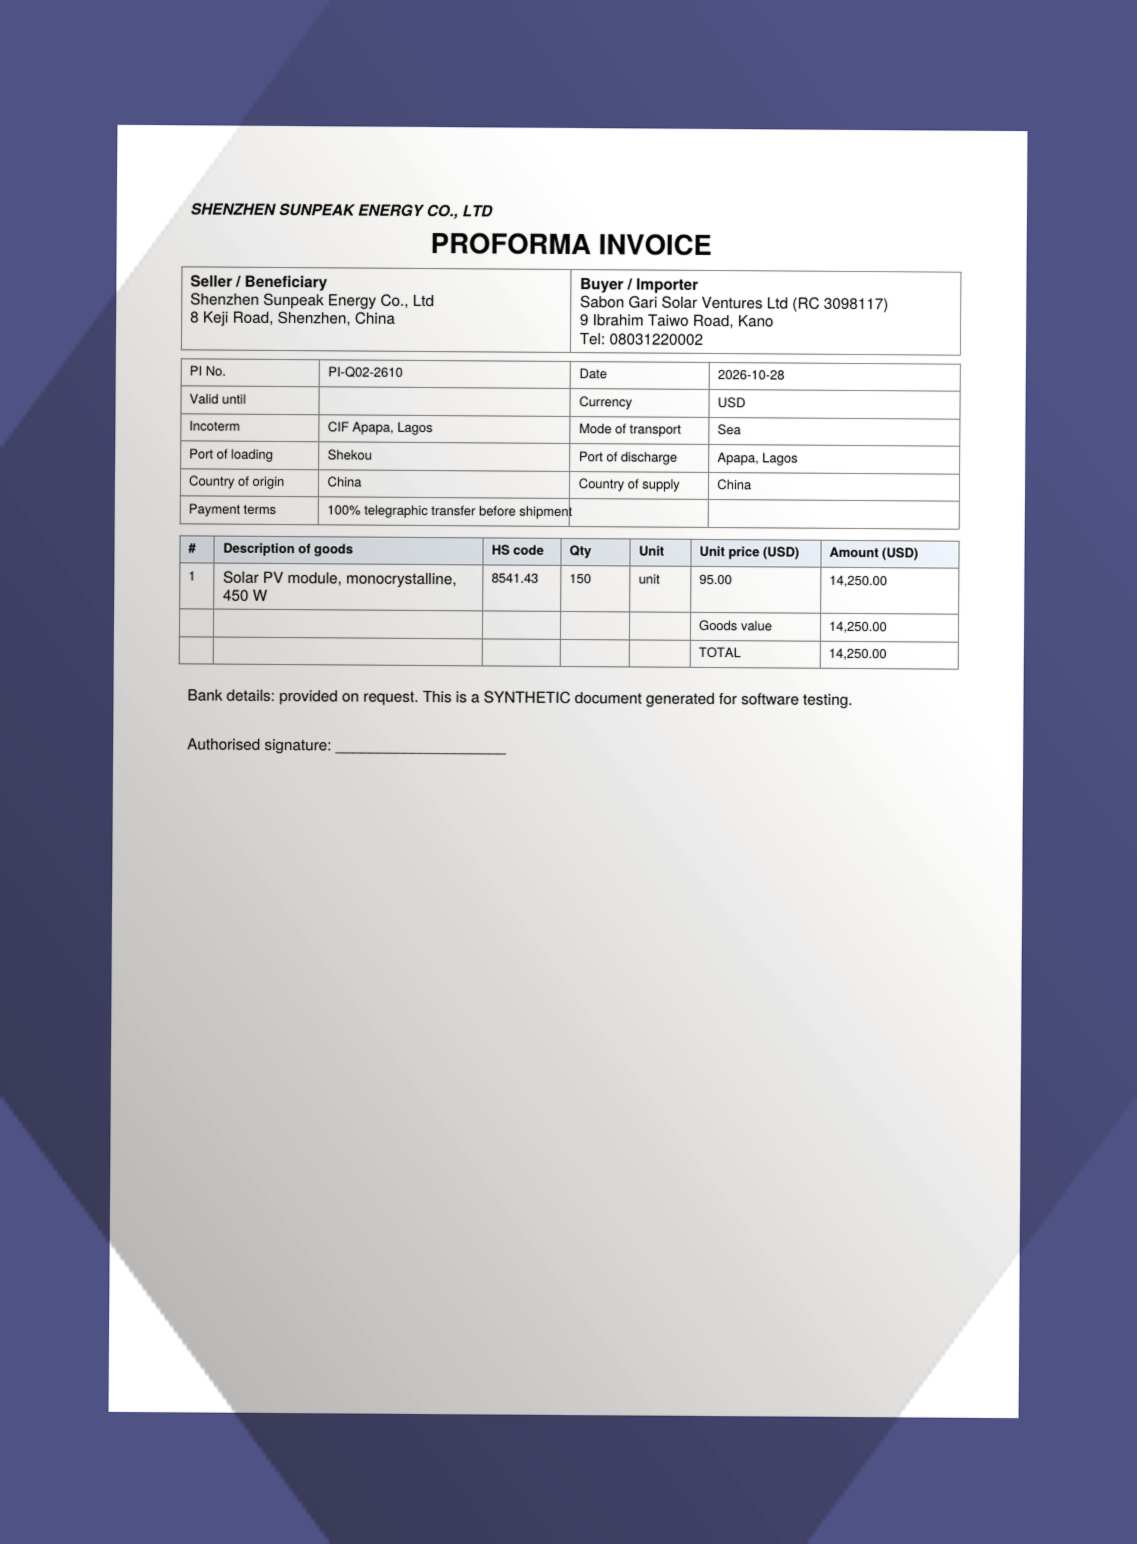 SHENZHEN SUNPEAK ENERGY CO., LTD
PROFORMA INVOICE
Seller / Beneficiary
Shenzhen Sunpeak Energy Co., Ltd
8 Keji Road, Shenzhen, China
Buyer / Importer
Sabon Gari Solar Ventures Ltd (RC 3098117)
9 Ibrahim Taiwo Road, Kano
Tel: 08031220002
PI No. PI-Q02-2610 Date 2026-10-28
Valid until Currency USD
Incoterm CIF Apapa, Lagos Mode of transport Sea
Port of loading Shekou Port of discharge Apapa, Lagos
Country of origin China Country of supply China
Payment terms 100% telegraphic transfer before shipment
# Description of goods HS code Qty Unit Unit price (USD) Amount (USD)
1 Solar PV module, monocrystalline, 8541.43 150 unit 95.00 14,250.00
450 W
Goods value 14,250.00
TOTAL 14,250.00
Bank details: provided on request. This is a SYNTHETIC document generated for software testing.
Authorised signature: ____________________